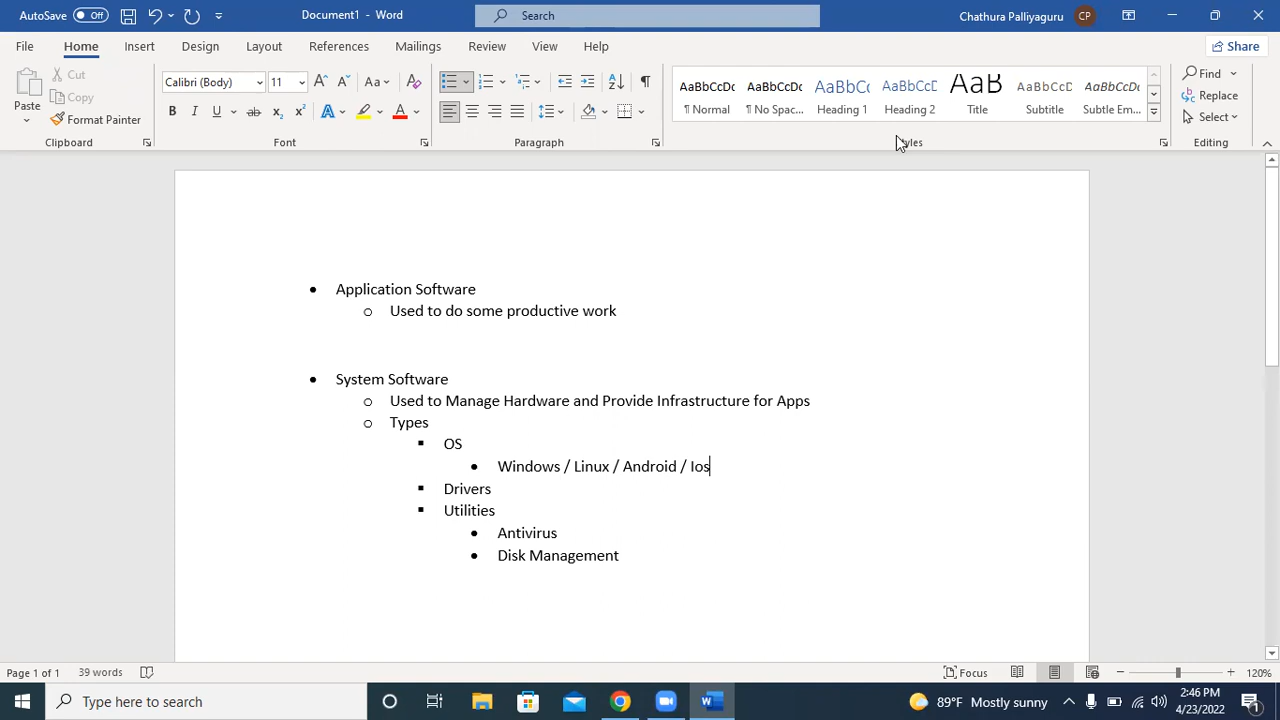 AutoSave Off Document1 - Word Search Chathura Palliyaguru CP
File Home Insert Design Layout References Mailings Review View Help Share
Paste Cut Copy Format Painter Clipboard
Calibri (Body) 11 Font
Paragraph
AaBbCcDc AaBbCcDc AaBbCc AaBbCcD AaB AaBbCcD AaBbCcDc
¶ Normal ¶ No Spac... Heading 1 Heading 2 Title Subtitle Subtle Em...
Find Replace Select Editing
• Application Software
o Used to do some productive work
• System Software
o Used to Manage Hardware and Provide Infrastructure for Apps
o Types
▪ OS
• Windows / Linux / Android / Ios
▪ Drivers
▪ Utilities
• Antivirus
• Disk Management
Page 1 of 1 39 words Focus 120%
Type here to search 89°F Mostly sunny 2:46 PM
4/23/2022 1